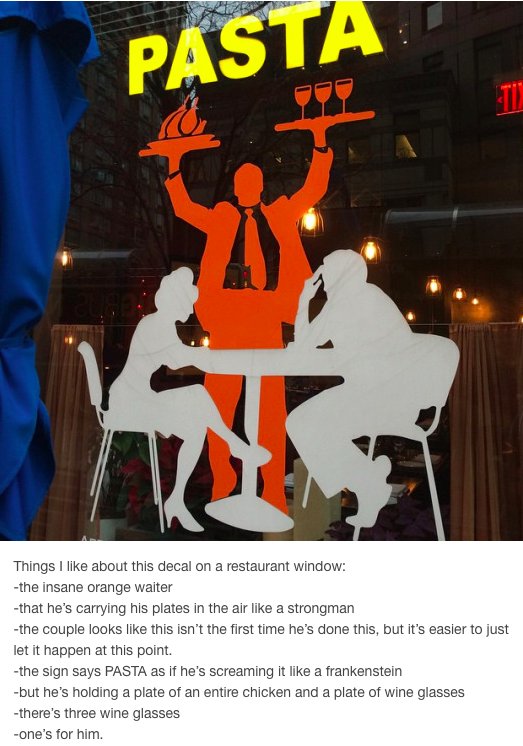 PASTA
Things I like about this decal on a restaurant window:
-the insane orange waiter
-that he's carrying his plates in the air like a strongman
-the couple looks like this isn't the first time he's done this, but it's easier to just
let it happen at this point.
-the sign says PASTA as if he's screaming it like a frankenstein
-but he's holding a plate of an entire chicken and a plate of wine glasses
-there's three wine glasses
-one's for him.